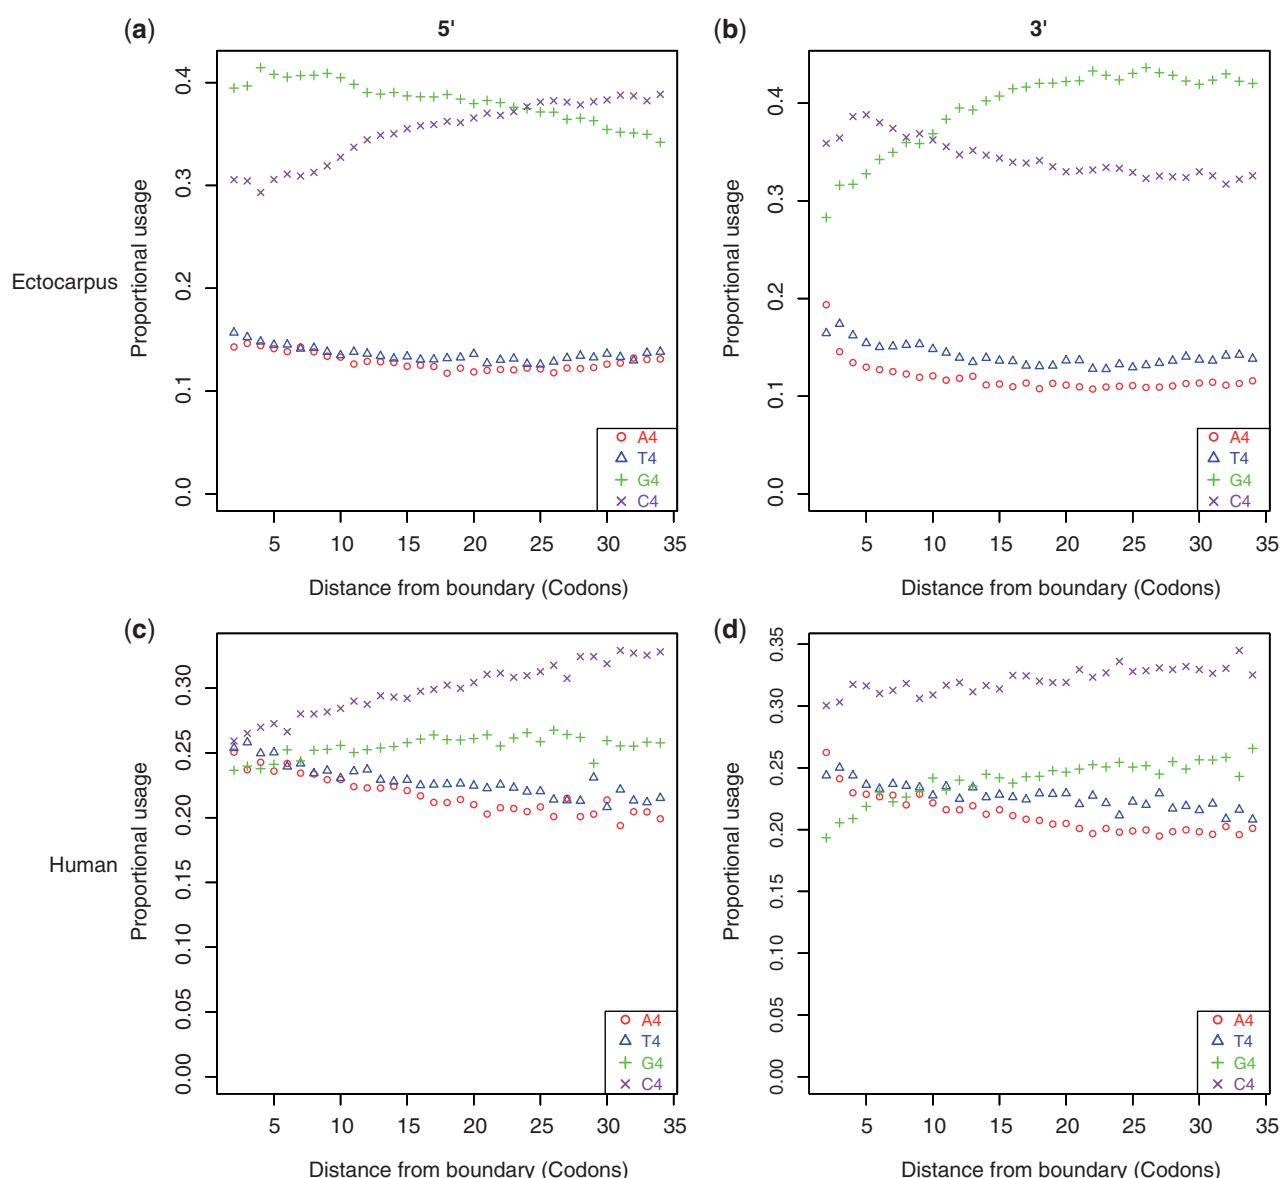 (a) 5'
(b) 3'
Ectocarpus
Proportional usage
0.4
0.3
0.2
0.1
0.0
A4
T4
G4
C4
5 10 15 20 25 30 35
Distance from boundary (Codons)
Proportional usage
0.4
0.3
0.2
0.1
0.0
A4
T4
G4
C4
5 10 15 20 25 30 35
Distance from boundary (Codons)
(c)
Human
Proportional usage
0.30
0.25
0.20
0.15
0.10
0.05
0.00
A4
T4
G4
C4
5 10 15 20 25 30 35
Distance from boundary (Codons)
(d)
Proportional usage
0.35
0.30
0.25
0.20
0.15
0.10
0.05
0.00
A4
T4
G4
C4
5 10 15 20 25 30 35
Distance from boundary (Codons)